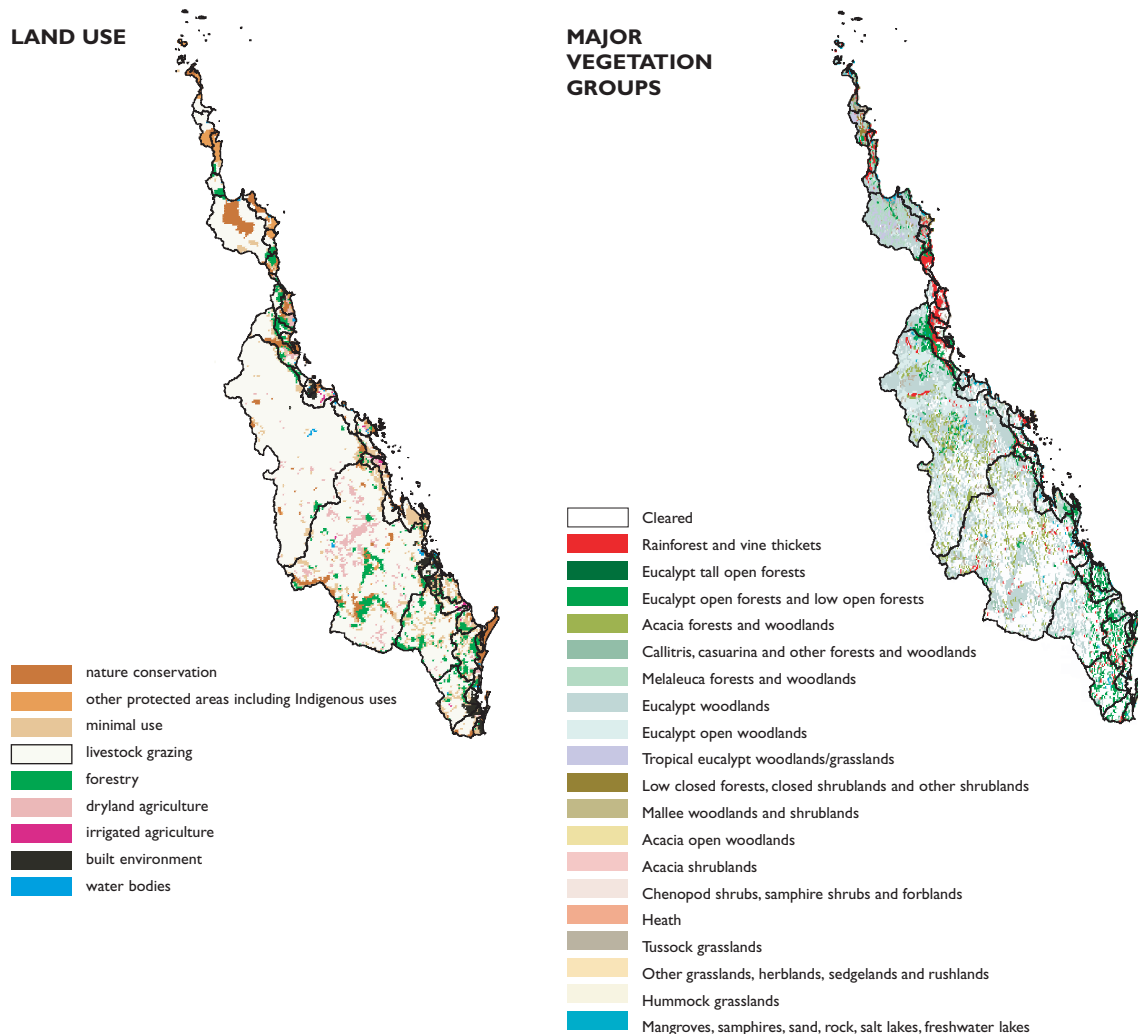 LAND USE
nature conservation
other protected areas including Indigenous uses
minimal use
livestock grazing
forestry
dryland agriculture
irrigated agriculture
built environment
water bodies
MAJOR
VEGETATION
GROUPS
Cleared
Rainforest and vine thickets
Eucalypt tall open forests
Eucalypt open forests and low open forests
Acacia forests and woodlands
Callitris, casuarina and other forests and woodlands
Melaleuca forests and woodlands
Eucalypt woodlands
Eucalypt open woodlands
Tropical eucalypt woodlands/grasslands
Low closed forests, closed shrublands and other shrublands
Mallee woodlands and shrublands
Acacia open woodlands
Acacia shrublands
Chenopod shrubs, samphire shrubs and forblands
Heath
Tussock grasslands
Other grasslands, herblands, sedgelands and rushlands
Hummock grasslands
Mangroves, samphires, sand, rock, salt lakes, freshwater lakes